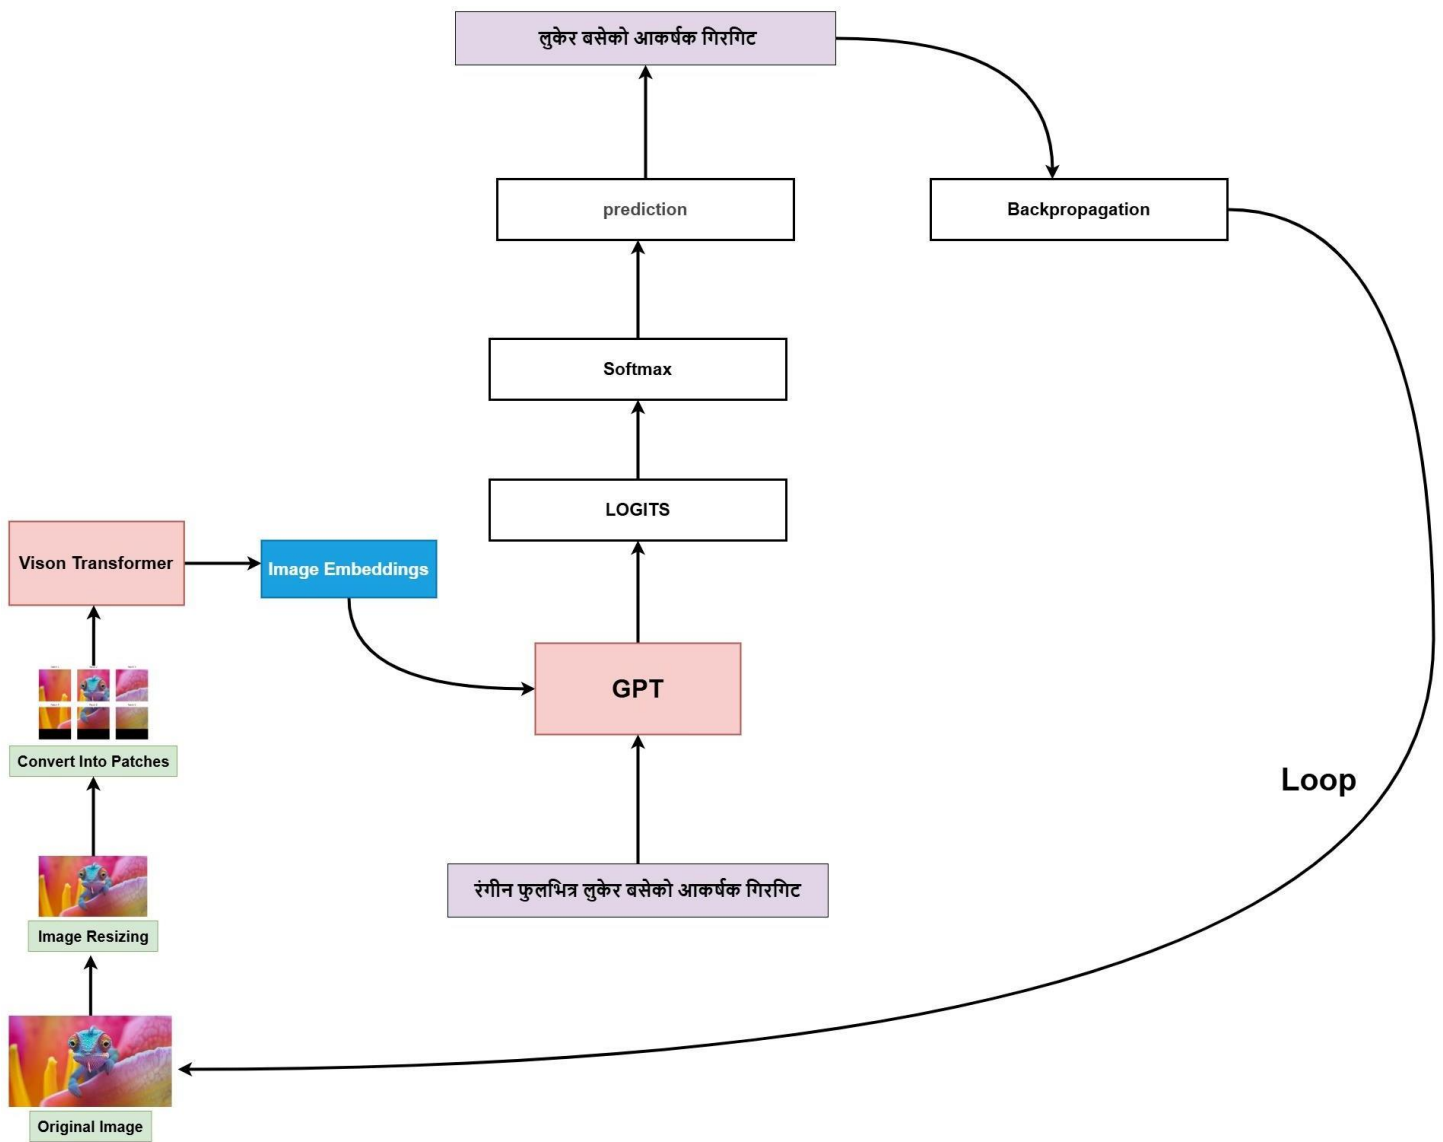 लुकेर बसेको आकर्षक गिरगिट
prediction
Backpropagation
Softmax
LOGITS
Vison Transformer
Image Embeddings
GPT
Convert Into Patches
Loop
रंगीन फुलभित्र लुकेर बसेको आकर्षक गिरगिट
Image Resizing
Original Image